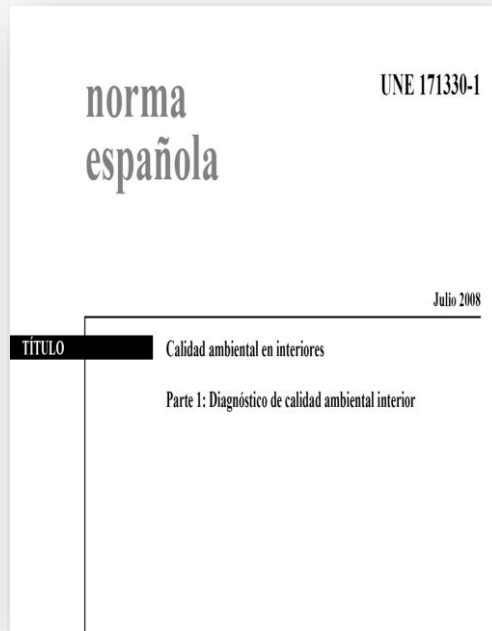 norma
española
UNE 171330-1
Julio 2008
TÍTULO
Calidad ambiental en interiores
Parte 1: Diagnóstico de calidad ambiental interior